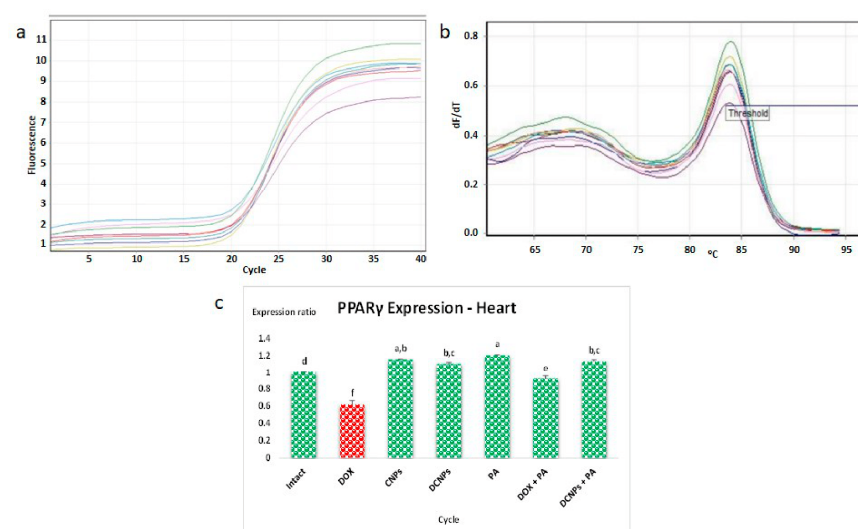 a
11
10
9
8
7
6
5
4
3
2
1
Fluorescence
5 10 15 20 25 30 35 40
Cycle
b
0.8
0.6
0.4
0.2
0.0
dF/dT
Threshold
65 70 75 80 85 90 95
ºC
c
Expression ratio
PPARγ Expression - Heart
1.4
1.2
1
0.8
0.6
0.4
0.2
0
d
f
a,b
b,c
a
e
b,c
Intact
DOX
CNPs
DCNPs
PA
DOX + PA
DCNPs + PA
Cycle